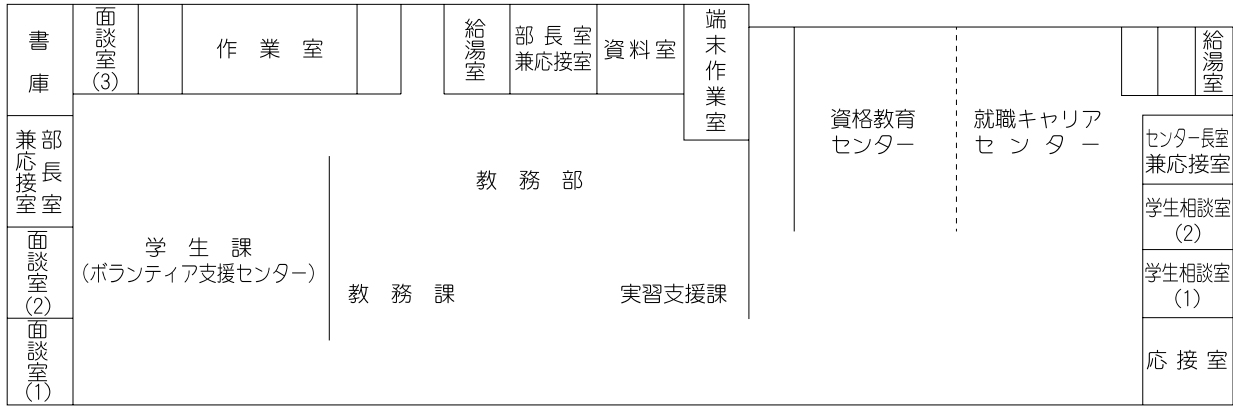 書庫
面談室(3)
作業室
給湯室
部長室
兼応接室
資料室
端末作業室
給湯室
部長室
兼応接室
資格教育
センター
就職キャリア
センター
センター長室
兼応接室
教務部
学生相談室
(2)
面談室(2)
学生課
(ボランティア支援センター)
教務課
実習支援課
学生相談室
(1)
面談室(1)
応接室